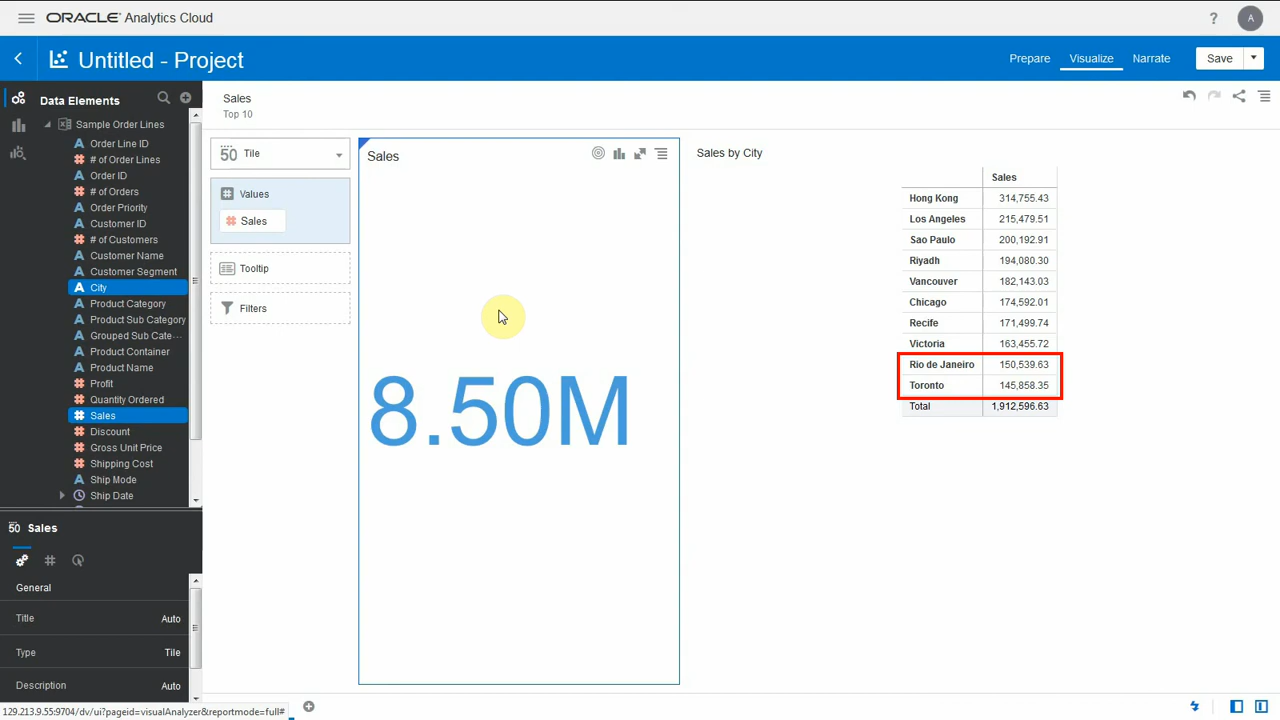 ORACLE® Analytics Cloud
?
A
Untitled - Project
Prepare
Visualize
Narrate
Save
Data Elements
Sample Order Lines
A Order Line ID
# # of Order Lines
A Order ID
# # of Orders
A Order Priority
A Customer ID
# # of Customers
A Customer Name
A Customer Segment
A City
A Product Category
A Product Sub Category
A Grouped Sub Cate···
A Product Container
A Product Name
# Profit
# Quantity Ordered
# Sales
# Discount
# Gross Unit Price
# Shipping Cost
A Ship Mode
Ship Date
50 Sales
#
General
Title Auto
Type Tile
Description Auto
129.213.9.55:9704/dv/ui?pageid=visualAnalyzer&reportmode=full#
Sales
Top 10
50 Tile
# Values
# Sales
Tooltip
Filters
Sales
8.50M
Sales by City
Sales
Hong Kong 314,755.43
Los Angeles 215,479.51
Sao Paulo 200,192.91
Riyadh 194,080.30
Vancouver 182,143.03
Chicago 174,592.01
Recife 171,499.74
Victoria 163,455.72
Rio de Janeiro 150,539.63
Toronto 145,858.35
Total 1,912,596.63